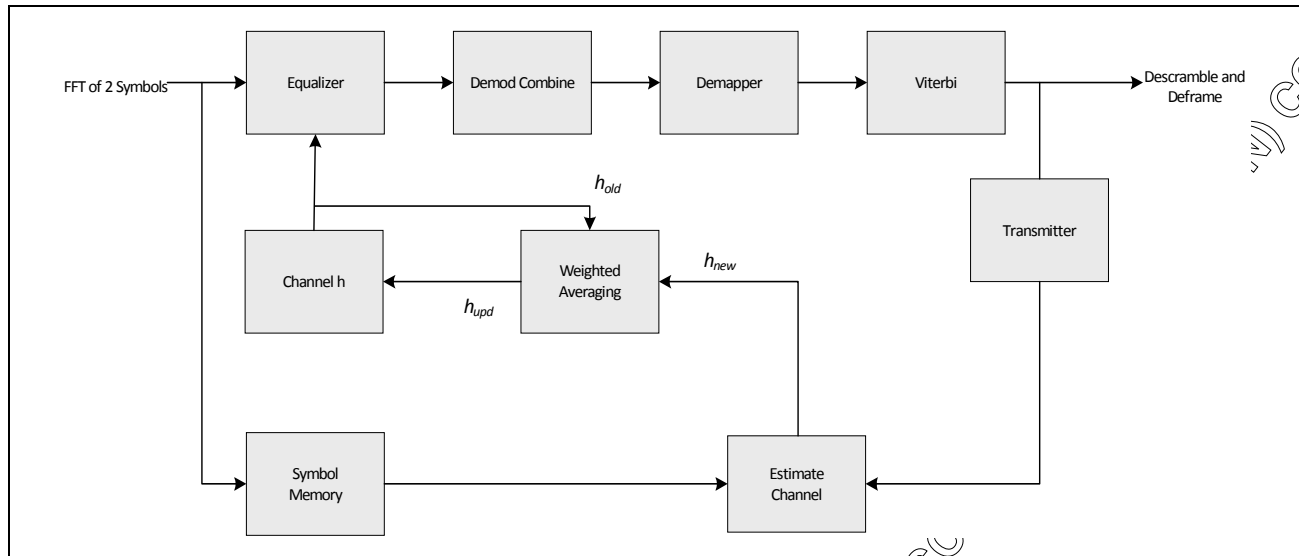 FFT of 2 Symbols
Equalizer
Demod Combine
Demapper
Viterbi
Descramble and
Deframe
h_old
Channel h
Weighted
Averaging
h_new
h_upd
Transmitter
Symbol
Memory
Estimate
Channel